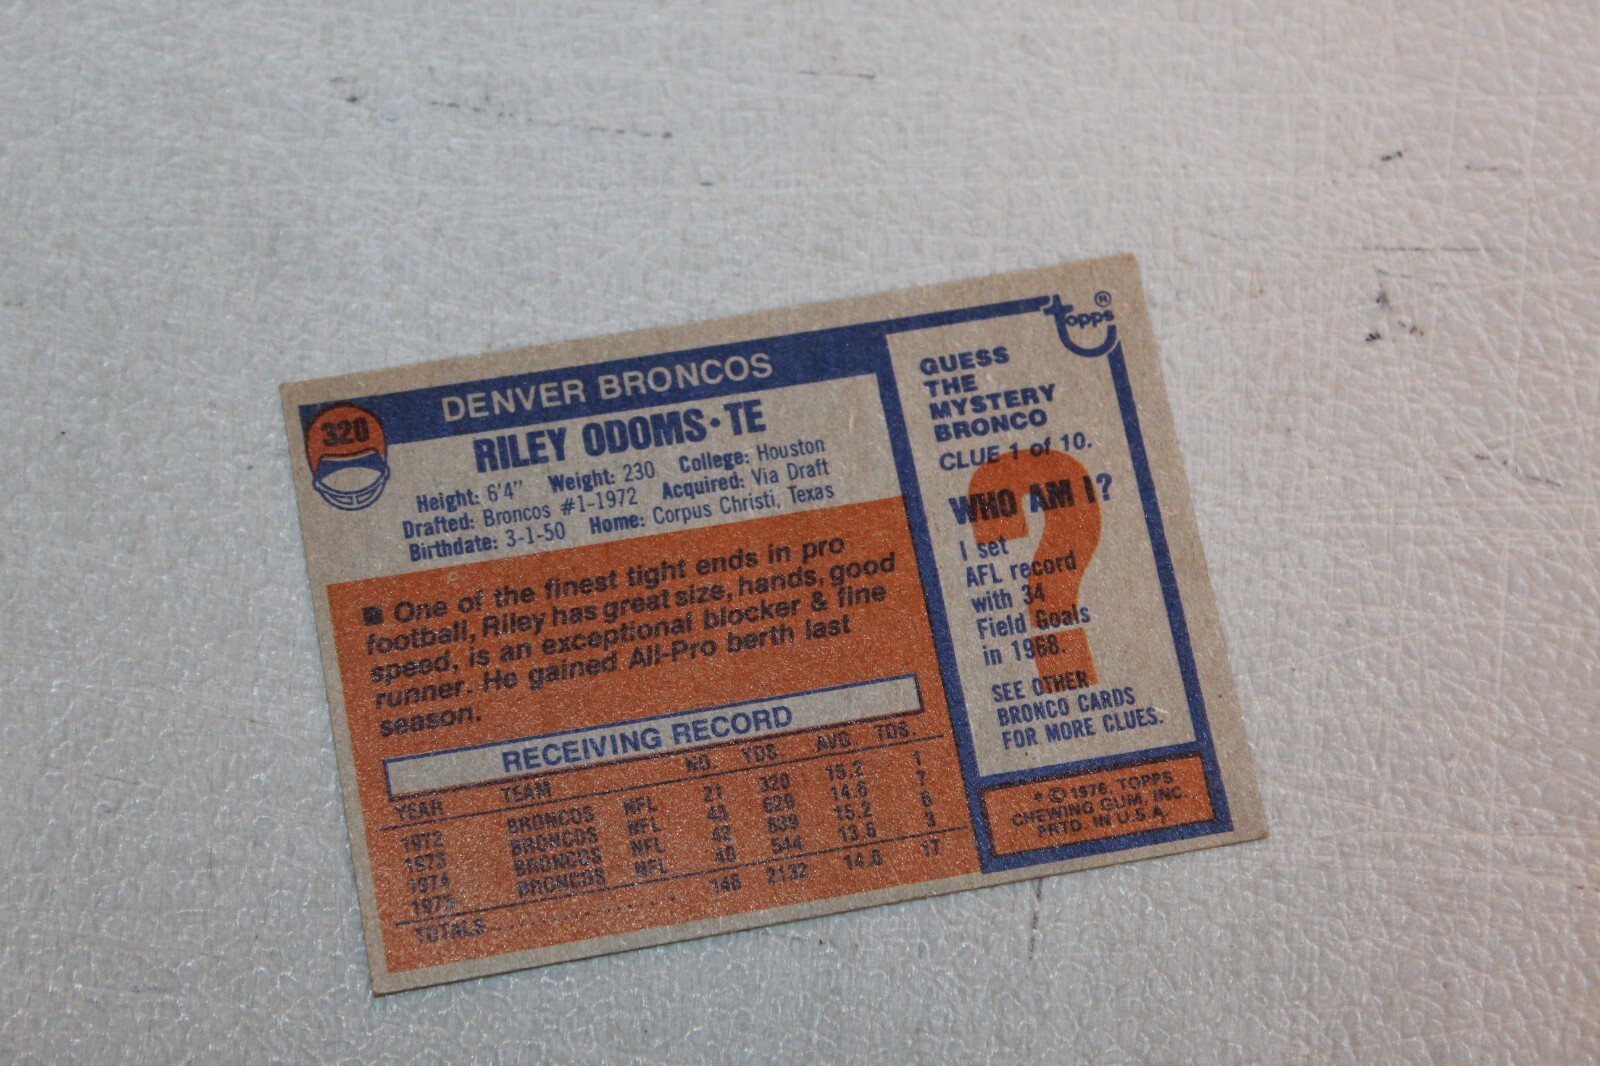 320
DENVER BRONCOS
RILEY ODOMS • TE
Height: 6'4" Weight: 230 College: Houston
Drafted: Broncos #1-1972 Acquired: Via Draft
Birthdate: 3-1-50 Home: Corpus Christi, Texas
■ One of the finest tight ends in pro
football, Riley has great size, hands, good
speed, is an exceptional blocker & fine
runner. He gained All-Pro berth last
season.
RECEIVING RECORD
YEAR TEAM NO. YDS. AVG. TDS.
1972 BRONCOS NFL 21 320 15.2 1
1973 BRONCOS NFL 43 629 14.6 7
1974 BRONCOS NFL 42 639 15.2 6
1975 BRONCOS NFL 40 544 13.6 3
TOTALS 146 2132 14.6 17
topps®
GUESS
THE
MYSTERY
BRONCO
CLUE 1 of 10.
WHO AM I?
I set
AFL record
with 34
Field Goals
in 1968.
SEE OTHER
BRONCO CARDS
FOR MORE CLUES.
* © 1976, TOPPS
CHEWING GUM, INC.
PRTD. IN U.S.A.